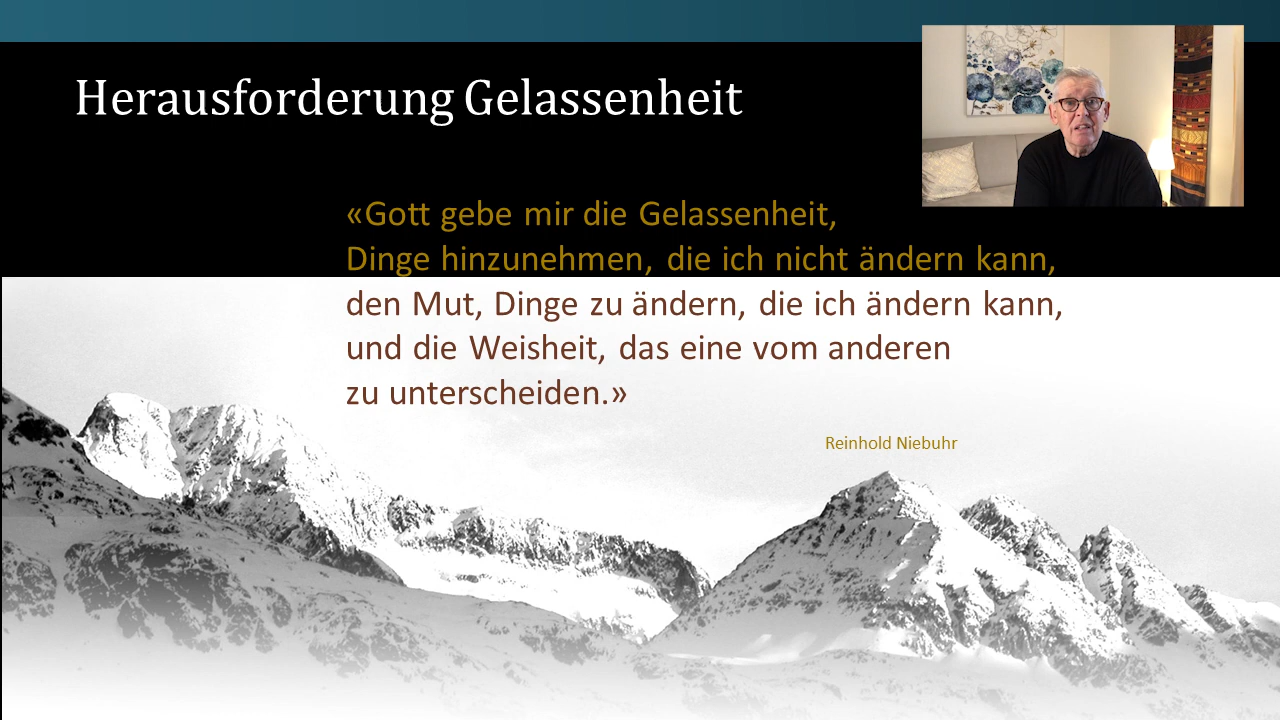 Herausforderung Gelassenheit
«Gott gebe mir die Gelassenheit,
Dinge hinzunehmen, die ich nicht ändern kann,
den Mut, Dinge zu ändern, die ich ändern kann,
und die Weisheit, das eine vom anderen
zu unterscheiden.»
Reinhold Niebuhr